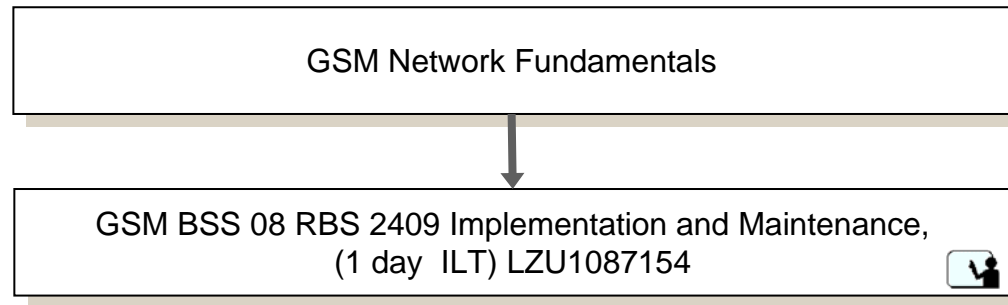 GSM Network Fundamentals
GSM BSS 08 RBS 2409 Implementation and Maintenance,
(1 day  ILT) LZU1087154